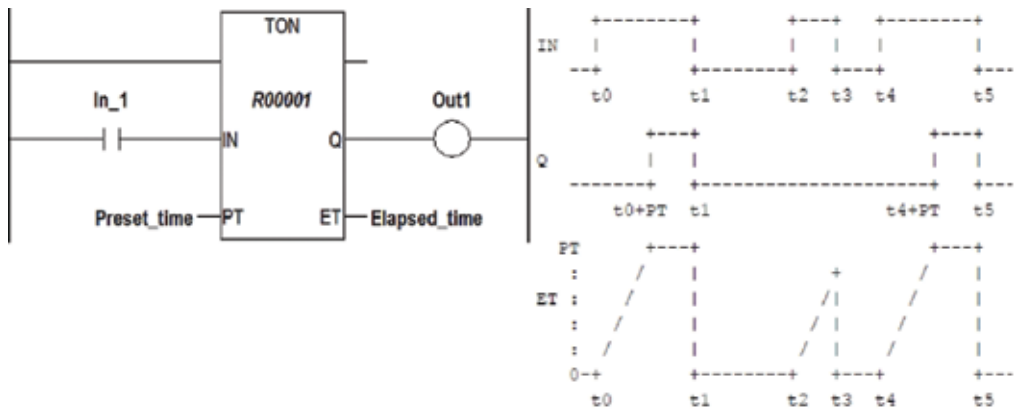 TON
In_1
R00001
Out1
IN
Q
Preset_time
PT
ET
Elapsed_time
IN
t0 t1 t2 t3 t4 t5
Q
t0+PT t1 t4+PT t5
PT
:
ET :
:
:
0
t0 t1 t2 t3 t4 t5